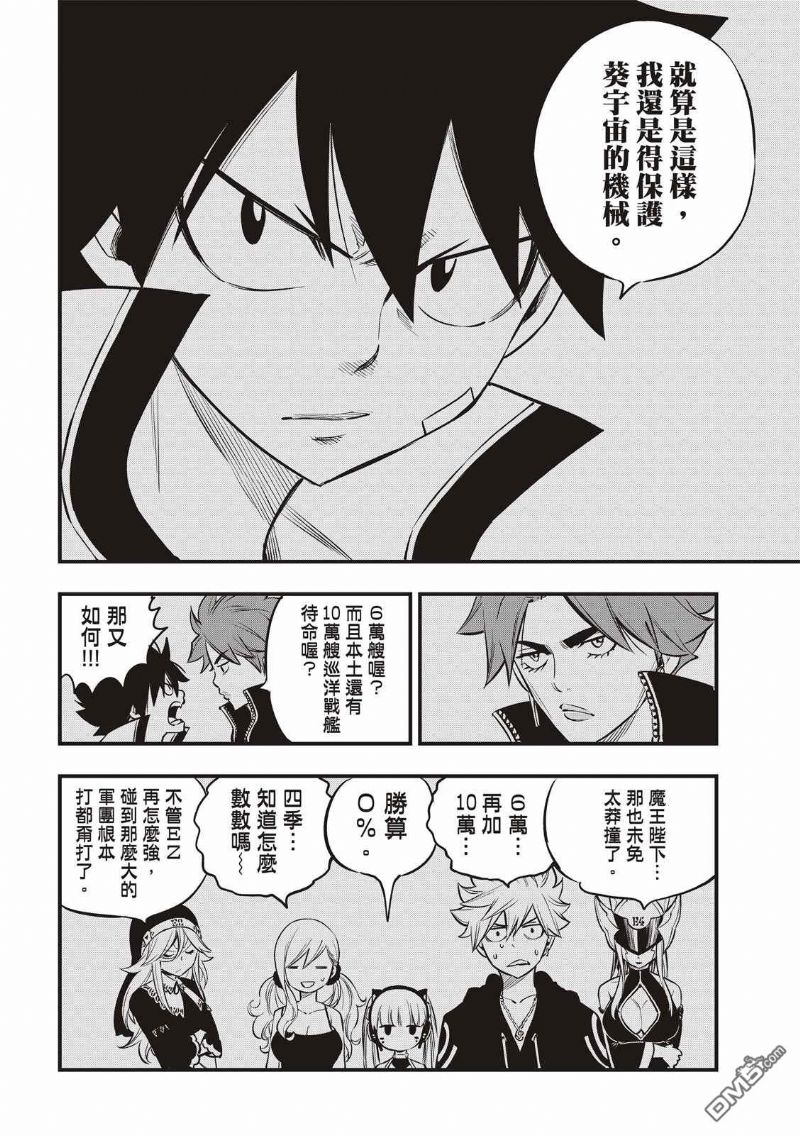 就算是這樣，
我還是得保護
葵宇宙的機械。
6萬艘喔？
而且本土還有
10萬艘巡洋戰艦
待命喔？
那又
如何!!!
魔王陛下…
那也未免
太莽撞了。
6萬…
再加
10萬…
勝算
0%。
四季…
知道怎麼
數數嗎～
不管EZ
再怎麼強，
碰到那麼大的
軍團根本
打都甭打了。
DM5.com